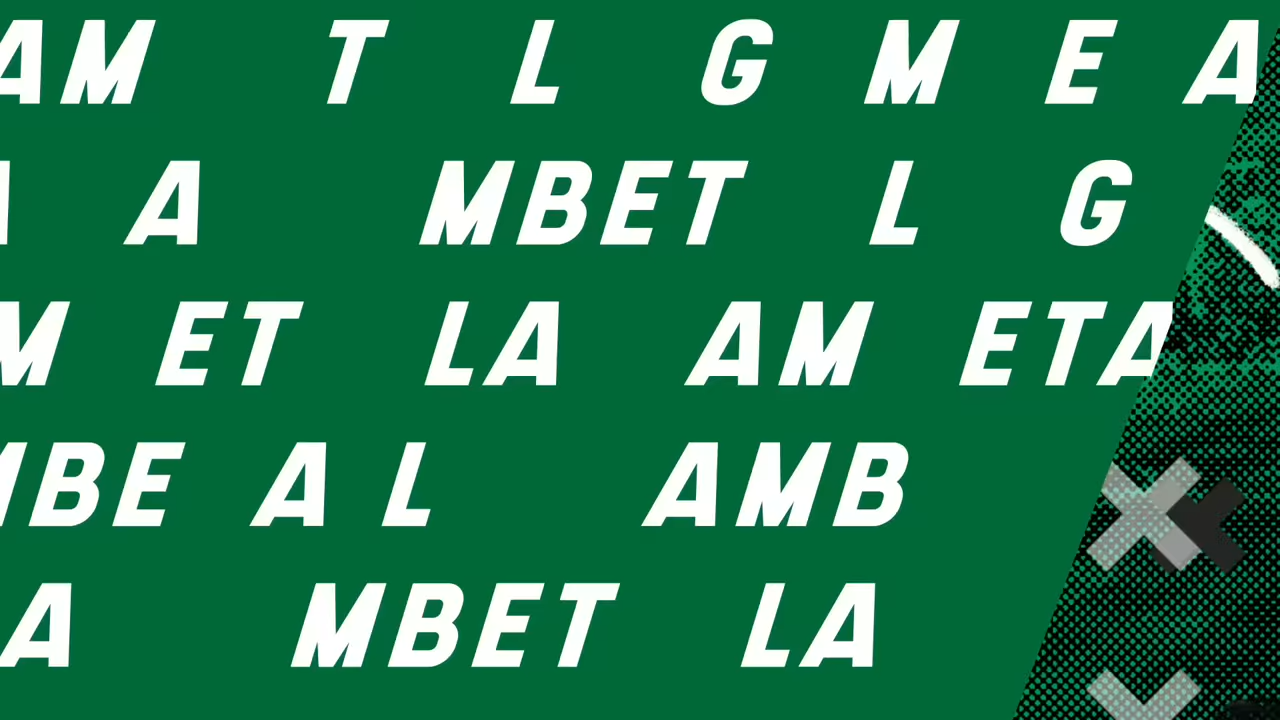 AM T L G M E A
A MBET L G
M ET LA AM ETA
MBE A L AMB
A MBET LA